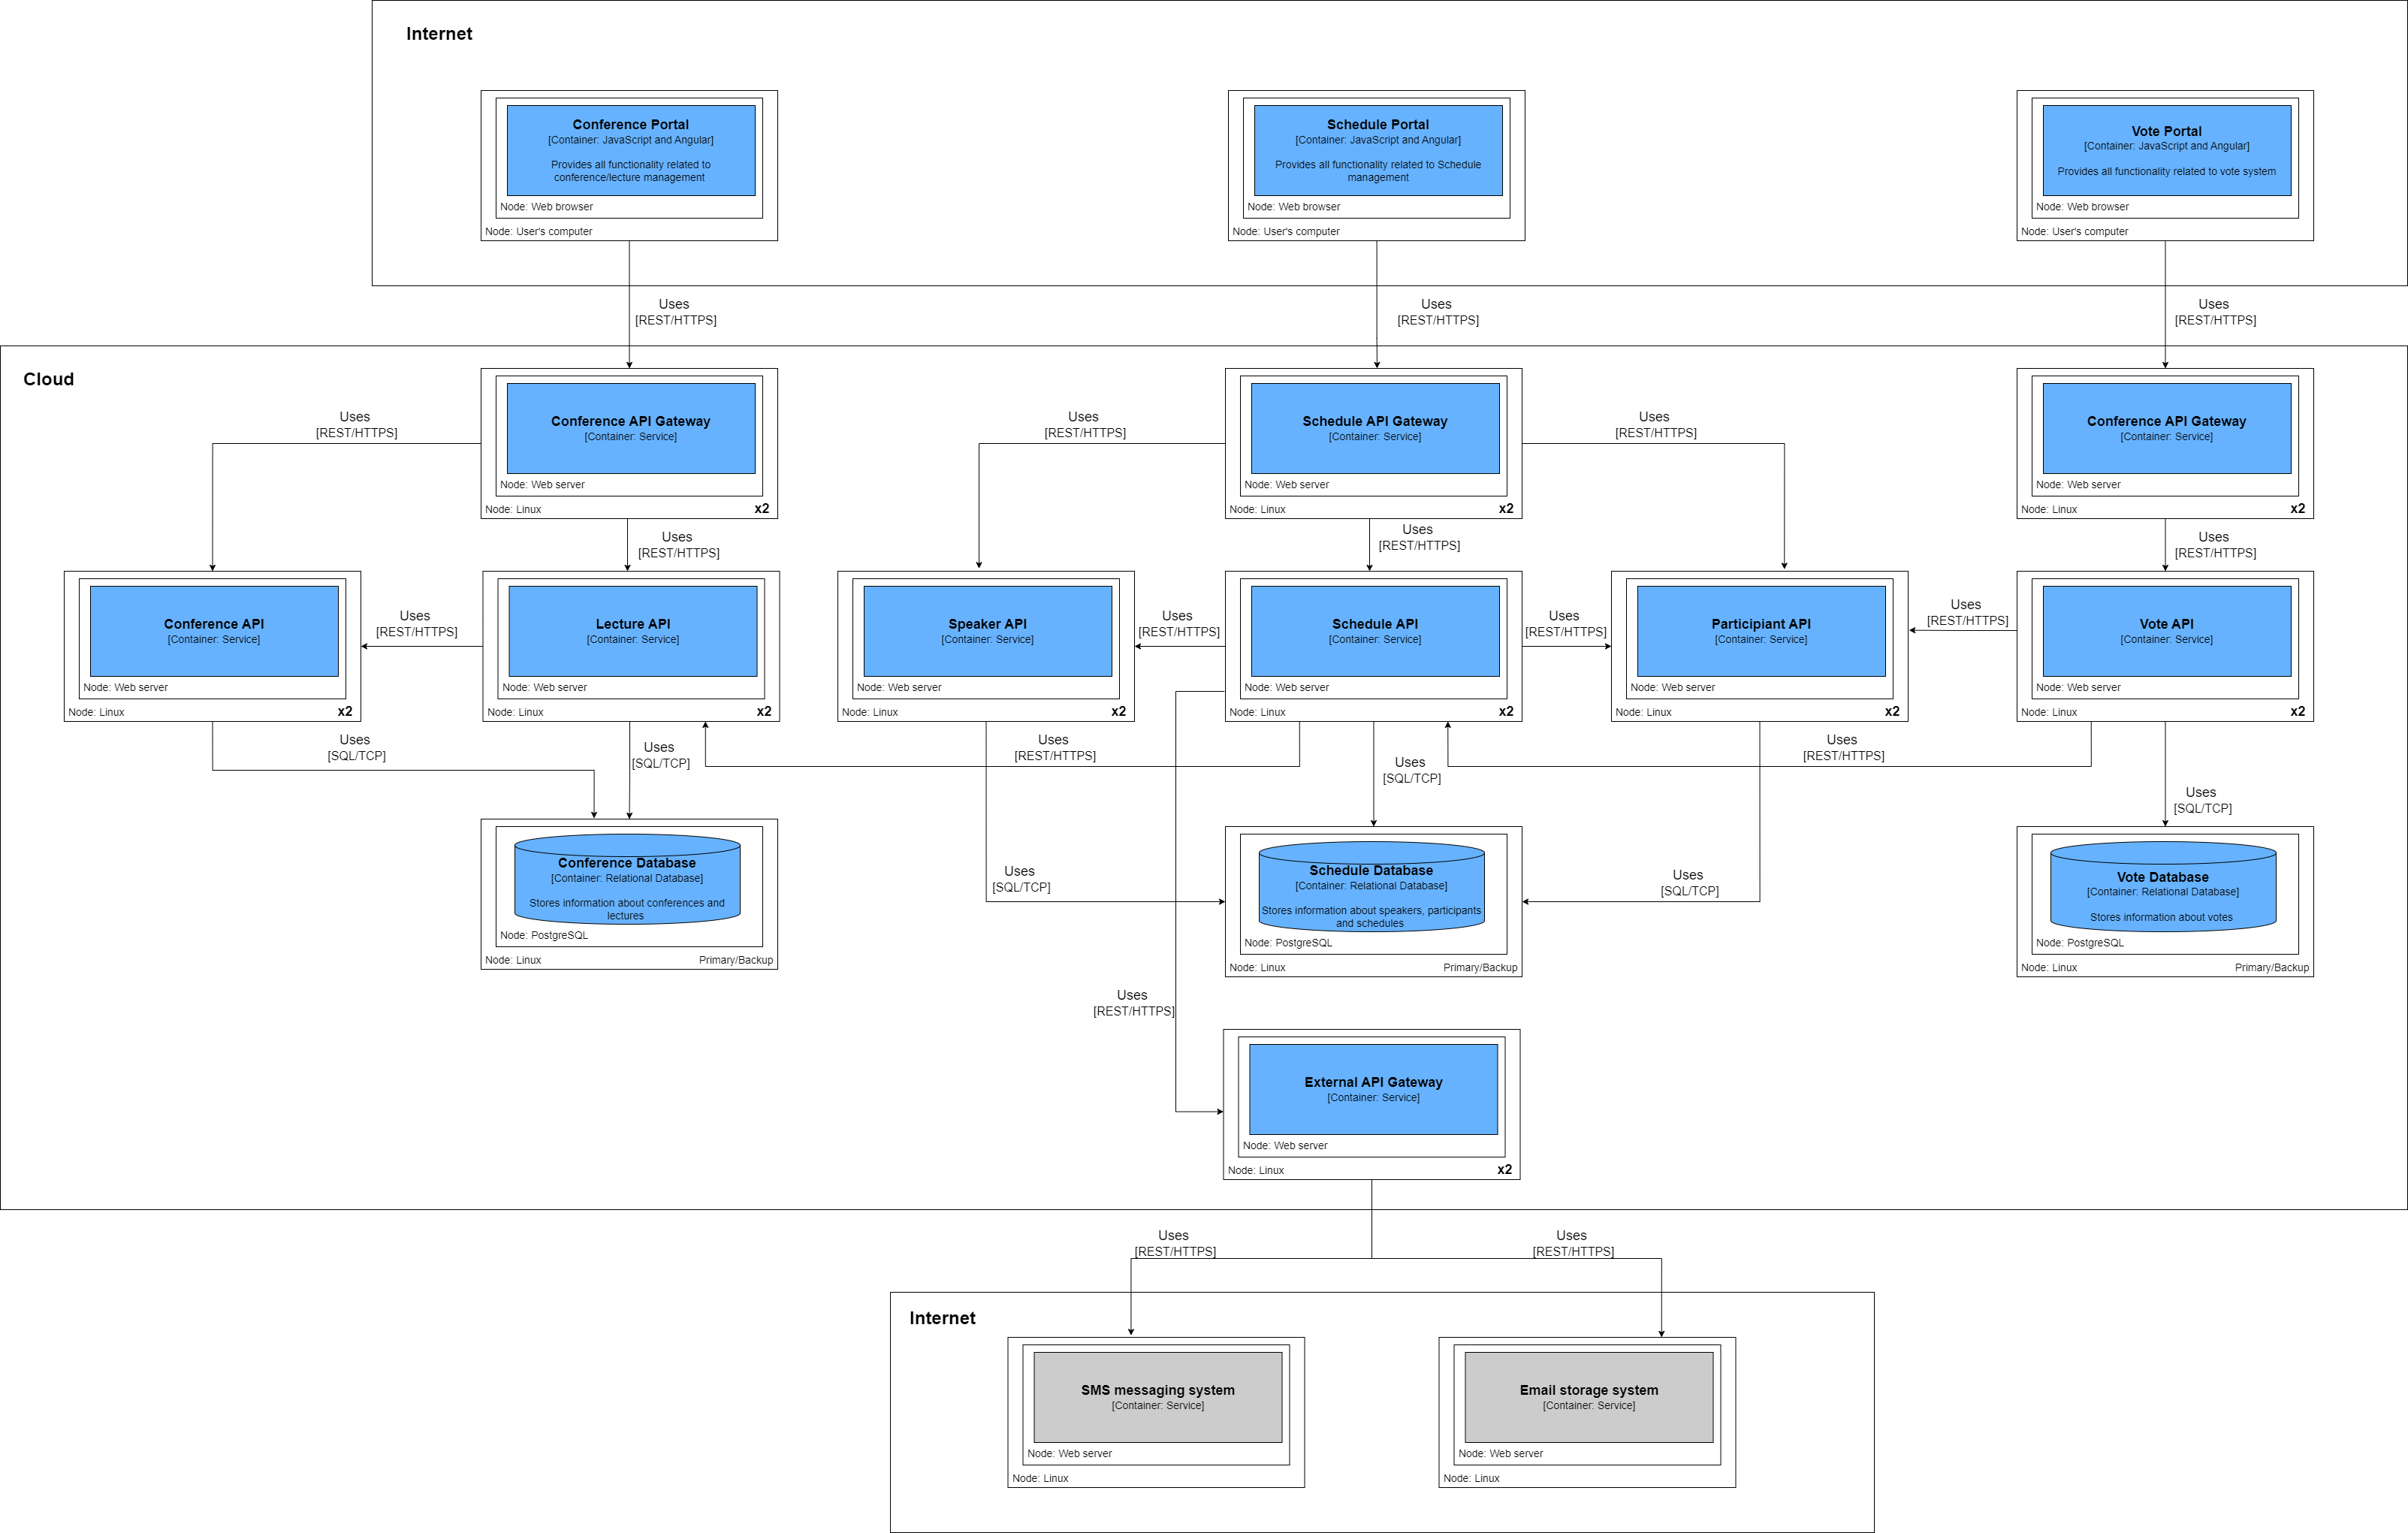 Internet
Conference Portal
[Container: JavaScript and Angular]
Provides all functionality related to
conference/lecture management
Node: Web browser
Node: User's computer
Schedule Portal
[Container: JavaScript and Angular]
Provides all functionality related to Schedule
management
Node: Web browser
Node: User's computer
Vote Portal
[Container: JavaScript and Angular]
Provides all functionality related to vote system
Node: Web browser
Node: User's computer
Uses
[REST/HTTPS]
Uses
[REST/HTTPS]
Uses
[REST/HTTPS]
Cloud
Uses
[REST/HTTPS]
Conference API Gateway
[Container: Service]
Node: Web server
Node: Linux
x2
Uses
[REST/HTTPS]
Schedule API Gateway
[Container: Service]
Node: Web server
Node: Linux
x2
Uses
[REST/HTTPS]
Conference API Gateway
[Container: Service]
Node: Web server
Node: Linux
x2
Uses
[REST/HTTPS]
Uses
[REST/HTTPS]
Uses
[REST/HTTPS]
Conference API
[Container: Service]
Node: Web server
Node: Linux
x2
Uses
[REST/HTTPS]
Lecture API
[Container: Service]
Node: Web server
Node: Linux
x2
Speaker API
[Container: Service]
Node: Web server
Node: Linux
x2
Uses
[REST/HTTPS]
Schedule API
[Container: Service]
Node: Web server
Node: Linux
x2
Uses
[REST/HTTPS]
Participiant API
[Container: Service]
Node: Web server
Node: Linux
x2
Uses
[REST/HTTPS]
Vote API
[Container: Service]
Node: Web server
Node: Linux
x2
Uses
[SQL/TCP]
Uses
[SQL/TCP]
Uses
[REST/HTTPS]
Uses
[SQL/TCP]
Uses
[REST/HTTPS]
Uses
[SQL/TCP]
Conference Database
[Container: Relational Database]
Stores information about conferences and
lectures
Node: PostgreSQL
Node: Linux
Primary/Backup
Uses
[SQL/TCP]
Schedule Database
[Container: Relational Database]
Stores information about speakers, participants
and schedules
Node: PostgreSQL
Node: Linux
Primary/Backup
Uses
[SQL/TCP]
Vote Database
[Container: Relational Database]
Stores information about votes
Node: PostgreSQL
Node: Linux
Primary/Backup
Uses
[REST/HTTPS]
External API Gateway
[Container: Service]
Node: Web server
Node: Linux
x2
Uses
[REST/HTTPS]
Uses
[REST/HTTPS]
Internet
SMS messaging system
[Container: Service]
Node: Web server
Node: Linux
Email storage system
[Container: Service]
Node: Web server
Node: Linux